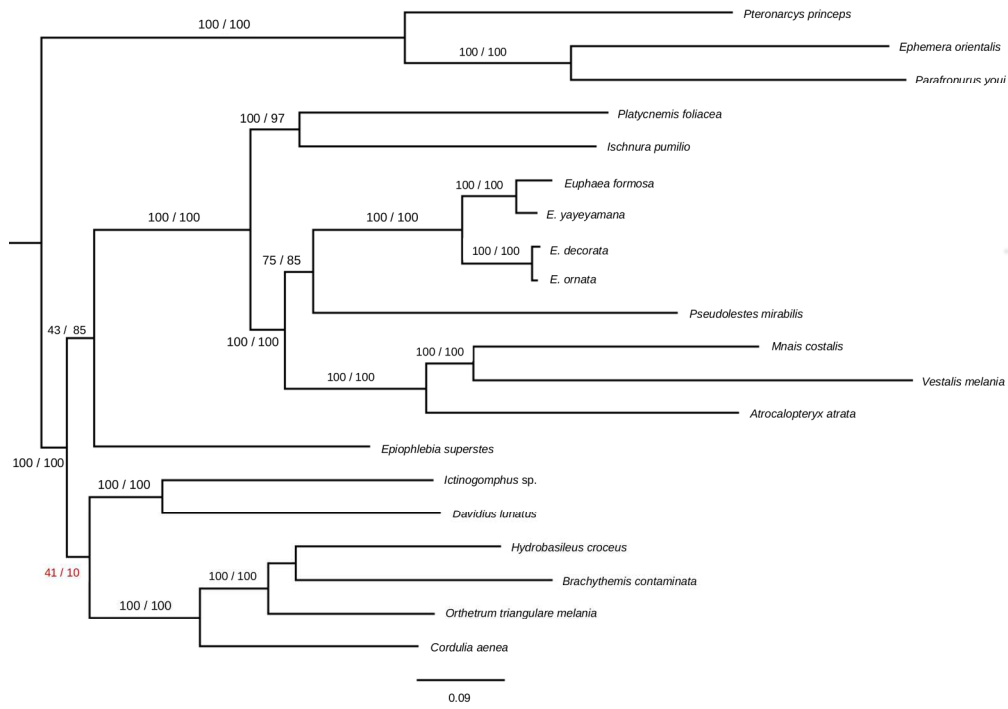 Pteronarcys princeps
100 / 100
Ephemera orientalis
100 / 100
Parafronurus youi
Platycnemis foliacea
100 / 97
Ischnura pumilio
Euphaea formosa
100 / 100
E. yayeyamana
100 / 100
100 / 100
E. decorata
100 / 100
75 / 85
E. ornata
Pseudolestes mirabilis
43 / 85
100 / 100
Mnais costalis
100 / 100
100 / 100
Vestalis melania
Atrocalopteryx atrata
Epiophlebia superstes
100 / 100
Ictinogomphus sp.
100 / 100
Davidius lunatus
Hydrobasileus croceus
41 / 10
100 / 100
Brachythemis contaminata
100 / 100
Orthetrum triangulare melania
Cordulia aenea
0.09